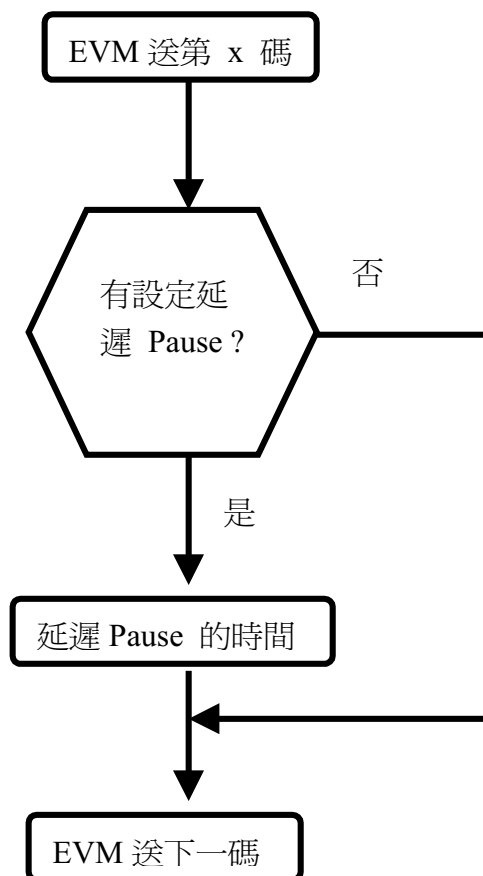 EVM 送第 x 碼
有設定延
遲 Pause ?
否
是
延遲 Pause 的時間
EVM 送下一碼